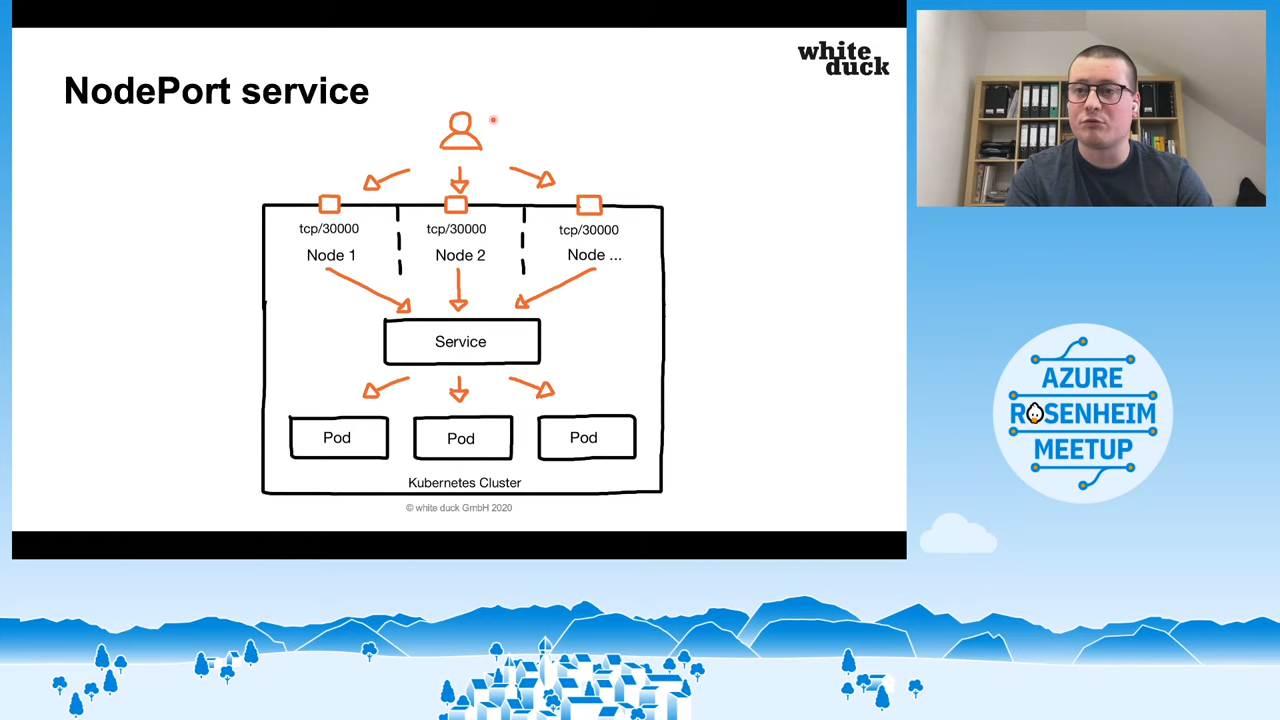 white
duck
NodePort service
tcp/30000
tcp/30000
tcp/30000
Node 1
Node 2
Node ...
Service
Pod
Pod
Pod
Kubernetes Cluster
© white duck GmbH 2020
AZURE
ROSENHEIM
MEETUP